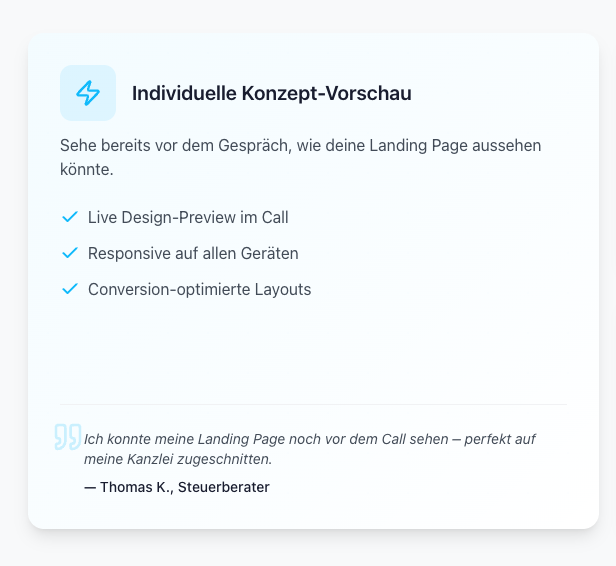 Individuelle Konzept-Vorschau
Sehe bereits vor dem Gespräch, wie deine Landing Page aussehen
könnte.
Live Design-Preview im Call
Responsive auf allen Geräten
Conversion-optimierte Layouts
Ich konnte meine Landing Page noch vor dem Call sehen – perfekt auf
meine Kanzlei zugeschnitten.
— Thomas K., Steuerberater